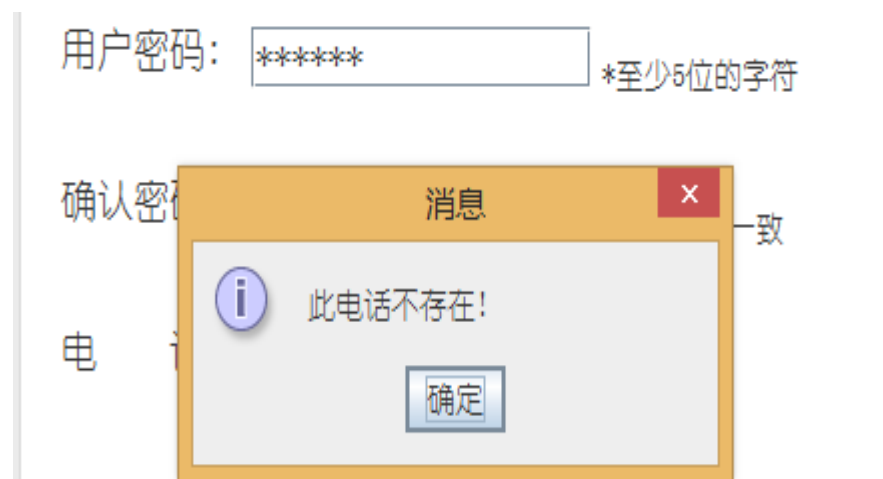 用户密码: ******
*至少5位的字符
消息
x
确认密
一致
此电话不存在!
电
确定